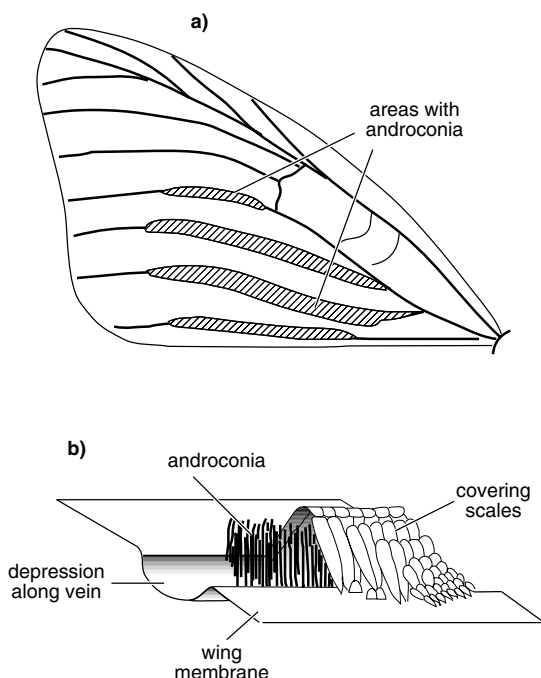 a)
areas with
androconia
b)
androconia
covering
scales
depression
along vein
wing
membrane